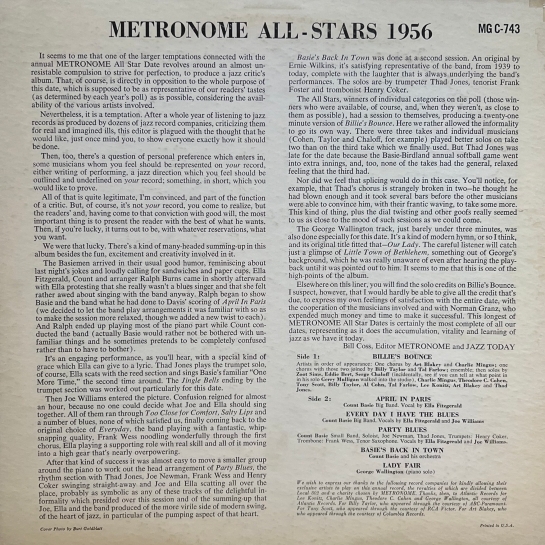 METRONOME ALL-STARS 1956
MG C-743
It seems to me that one of the larger temptations connected with the
annual METRONOME All Star Date revolves around an almost un-
resistable compulsion to strive for perfection, to produce a jazz critic's
album. That, of course, is directly in opposition to the whole purpose of
this date, which is supposed to be as representative of our readers' tastes
(as determined by each year's poll) as is possible, considering the avail-
ability of the various artists involved.
Nevertheless, it is a temptation. After a whole year of listening to jazz
records as produced by dozens of jazz record companies, criticizing them
for real and imagined ills, this editor is plagued with the thought that he
would like, just once mind you, to show everyone exactly how it should
be done.
Then, too, there's a question of personal preference which enters in,
some musicians whom you feel should be represented on your record,
either writing of performing, a jazz direction which you feel should be
outlined and underlined on your record; something, in short, which you
would like to prove.
All of that is quite legitimate, I'm convinced, and part of the function
of a critic. But, of course, it's not your record, you come to realize, but
the readers' and, having come to that conviction with good will, the most
important thing is to present the reader with the best of what he wants.
Then, if you're lucky, it turns out to be, with whatever reservations, what
you want.
We were that lucky. There's a kind of many-headed summing-up in this
album besides the fun, excitement and creativity involved in it.
The Basiemen arrived in their usual good humor, reminiscing about
last night's jokes and loudly calling for sandwiches and paper cups. Ella
Fitzgerald, Count and arranger Ralph Burns came in shortly afterward
with Ella protesting that she really wasn't a blues singer and that she felt
rather awed about singing with the band anyway. Ralph began to show
Basie and the band what he had done to Davis' scoring of April In Paris
(we decided to let the band play arrangements it was familiar with so as
to make the session more relaxed, though we added a new twist to each).
And Ralph ended up playing most of the piano part while Count con-
ducted the band (actually Basie would rather not be bothered with un-
familiar things and he sometimes pretends to be completely confused
rather than to have to bother).
It's an engaging performance, as you'll hear, with a special kind of
grace which Ella can give to a lyric. Thad Jones plays the trumpet solo,
of course, Ella scats with the reed section and sings Basie's familiar "One
More Time," the second time around. The Jingle Bells ending by the
trumpet section was worked out particularly for this date.
Then Joe Williams entered the picture. Confusion reigned for almost
an hour, because no one could decide what Joe and Ella should sing
together. All of them ran through Too Close for Comfort, Salty Lips and
a number of blues, none of which satisfied us, finally coming back to the
original choice of Everyday, the band playing with a fantastic, whip-
snapping quality, Frank Wess noodling wonderfully through the first
chorus, Ella playing a supporting role with real skill and all of it moving
into a high gear that's nearly overpowering.
After that kind of success it was almost easy to move a smaller group
around the piano to work out the head arrangement of Party Blues, the
rhythm section with Thad Jones, Joe Newman, Frank Wess and Henry
Coker swinging straight-away and Joe and Ella scatting all over the
place, probably as symbolic as any of these tracks of the delightful in-
formality which presided over this session and of the summing-up that
Joe, Ella and the band produced of the more virile side of modern swing,
of the heart of jazz, in particular of the pumping aspect of that heart.
Cover Photo by Burt Goldblatt
Basie's Back In Town was done at a second session. An original by
Ernie Wilkins, it's satisfying representative of the band, from 1939 to
today, complete with the laughter that is always underlining the band's
performances. The solos are by trumpeter Thad Jones, tenorist Frank
Foster and trombonist Henry Coker.
The All Stars, winners of individual categories on the poll (those win-
ners who were available, of course, and, when they weren't, as close to
them as possible), had a session to themselves, producing a twenty-one
minute version of Billie's Bounce. Here we rather allowed the informality
to go its own way. There were three takes and individual musicians
(Cohen, Taylor and Chaloff for example) played better solos on take
two than on the third take which we finally used. But Thad Jones was
late for the date because the Basie-Birdland annual softball game went
into extra innings, and, too, none of the takes had the general, relaxed
feeling that the third had.
Nor did we feel that splicing would do in this case. You'll notice, for
example, that Thad's chorus is strangely broken in two—he thought he
had blown enough and it took several bars before the other musicians
were able to convince him, with their frantic waving, to take some more.
This kind of thing, plus the dial twisting and other goofs really seemed
to us as close to the mood of such sessions as we could come.
The George Wallington track, just barely under three minutes, was
also done especially for this date. It's a kind of modern hymn, or so I think,
and its original title fitted that—Our Lady. The careful listener will catch
just a glimpse of Little Town of Bethlehem, something out of George's
background, which he was really unaware of even after hearing the play-
back until it was pointed out to him. It seems to me that this is one of the
high-points of the album.
Elsewhere on this liner, you will find the solo credits on Billie's Bounce.
I suspect, however, that I would hardly be able to give all the credit that's
due, to express my own feelings of satisfaction with the entire date, with
the cooperation of the musicians involved and with Norman Granz, who
expended much money and time to make it successful. This longest of
METRONOME All Star Dates is certainly the most complete of all our
dates, representing as it does the accumulation, vitality and learning of
jazz as we have it today.
Bill Coss, Editor METRONOME and JAZZ TODAY
Side 1: BILLIE'S BOUNCE
Side 2: APRIL IN PARIS
Count Basie Big Band. Vocal by Ella Fitzgerald
EVERY DAY I HAVE THE BLUES
Count Basie Big Band. Vocal by Ella Fitzgerald and Joe Williams
PARTY BLUES
Count Basie Small Band, Soloist, Joe Newman, Thad Jones, Trumpets; Henry Coker,
Trombone; Frank Wess, Tenor Saxophone. Vocals by Ella Fitzgerald and Joe Williams.
BASIE'S BACK IN TOWN
Count Basie and his orchestra
LADY FAIR
George Wallington (piano solo)
Printed in U.S.A.